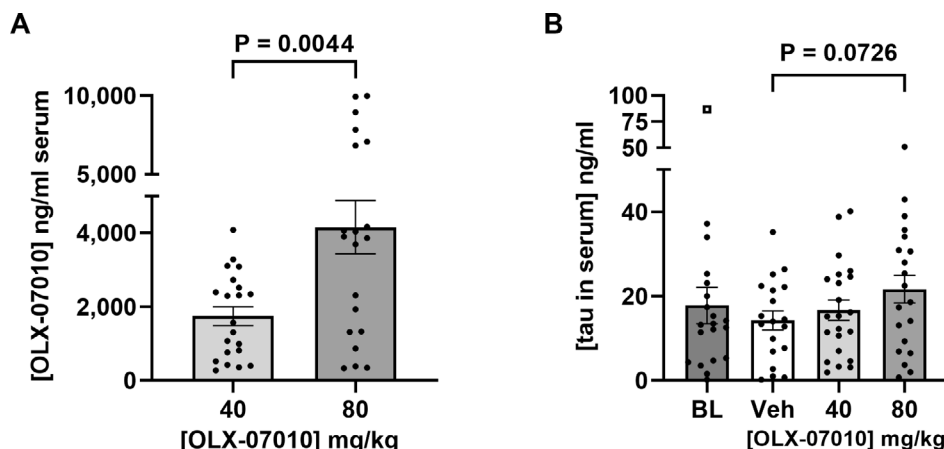 A
P = 0.0044
[OLX-07010] ng/ml serum
10,000
5,000
4,000
2,000
0
40 80
[OLX-07010] mg/kg
B
P = 0.0726
[tau in serum] ng/ml
100
75
50
40
20
0
BL Veh 40 80
[OLX-07010] mg/kg